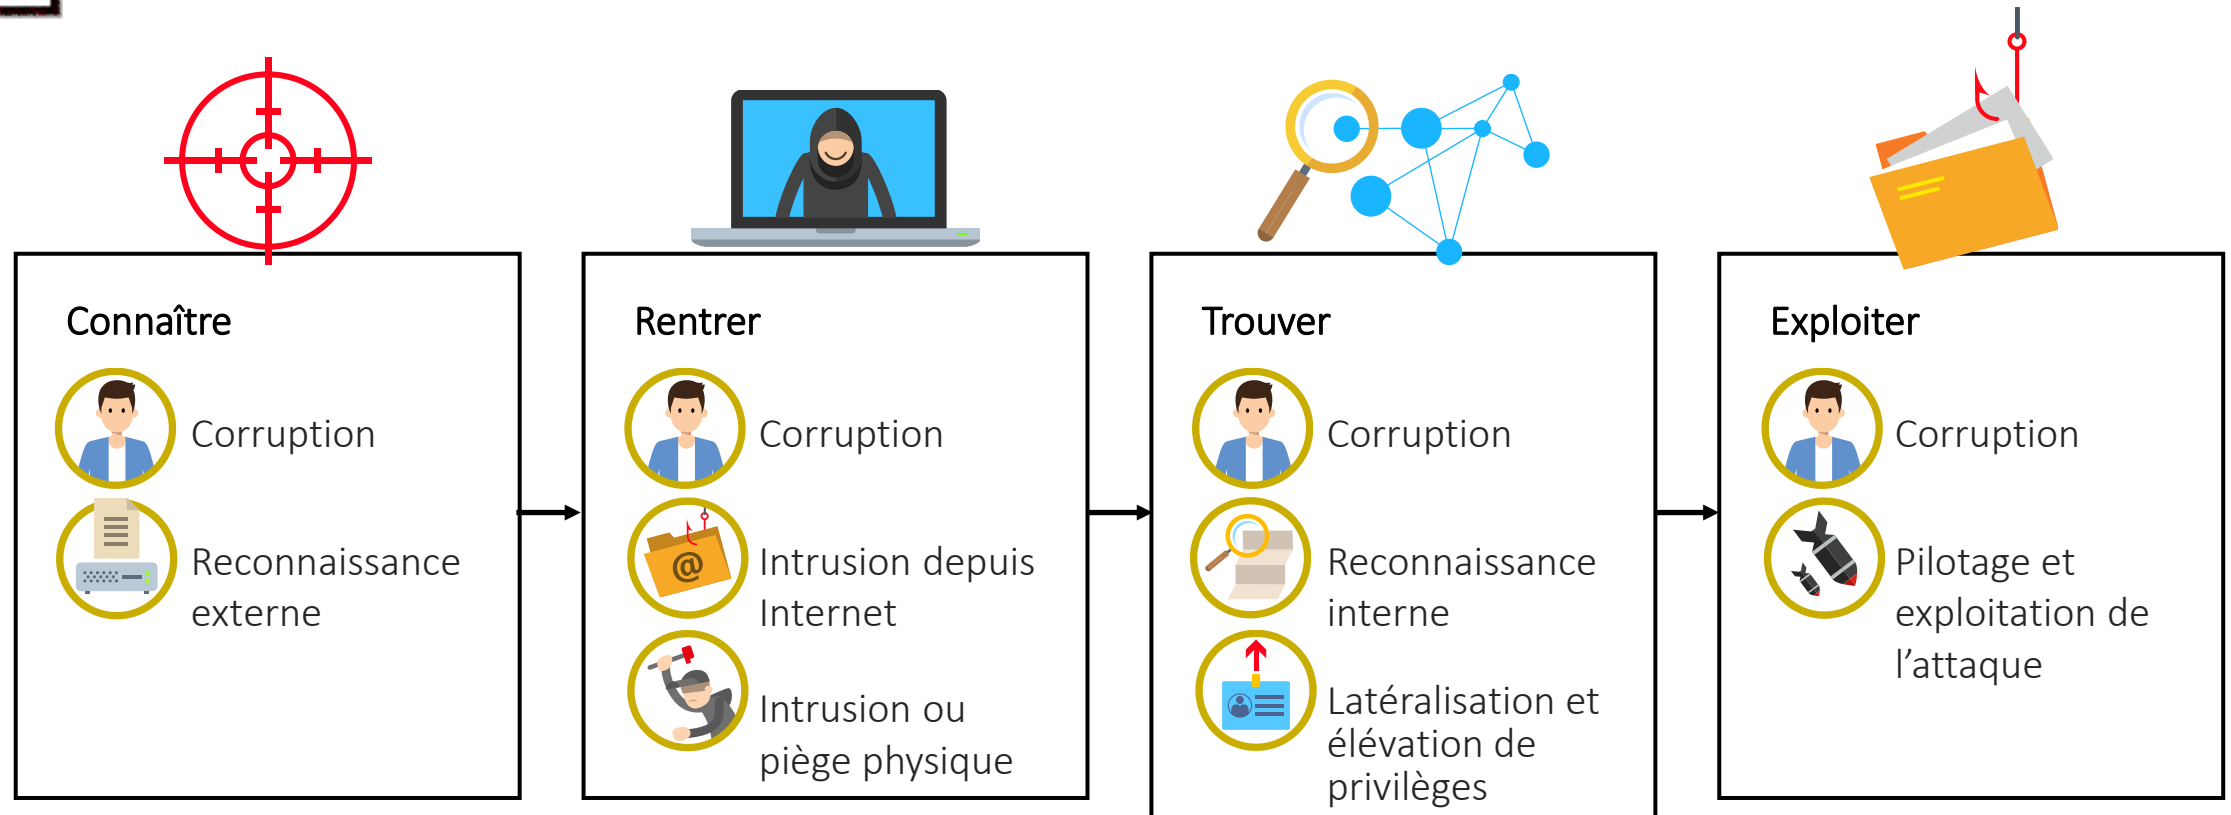 Connaître
Corruption
Reconnaissance
externe
Rentrer
Corruption
@
Intrusion depuis
Internet
Intrusion ou
piège physique
Trouver
Corruption
Reconnaissance
interne
Latéralisation et
élévation de
privilèges
Exploiter
Corruption
Pilotage et
exploitation de
l’attaque